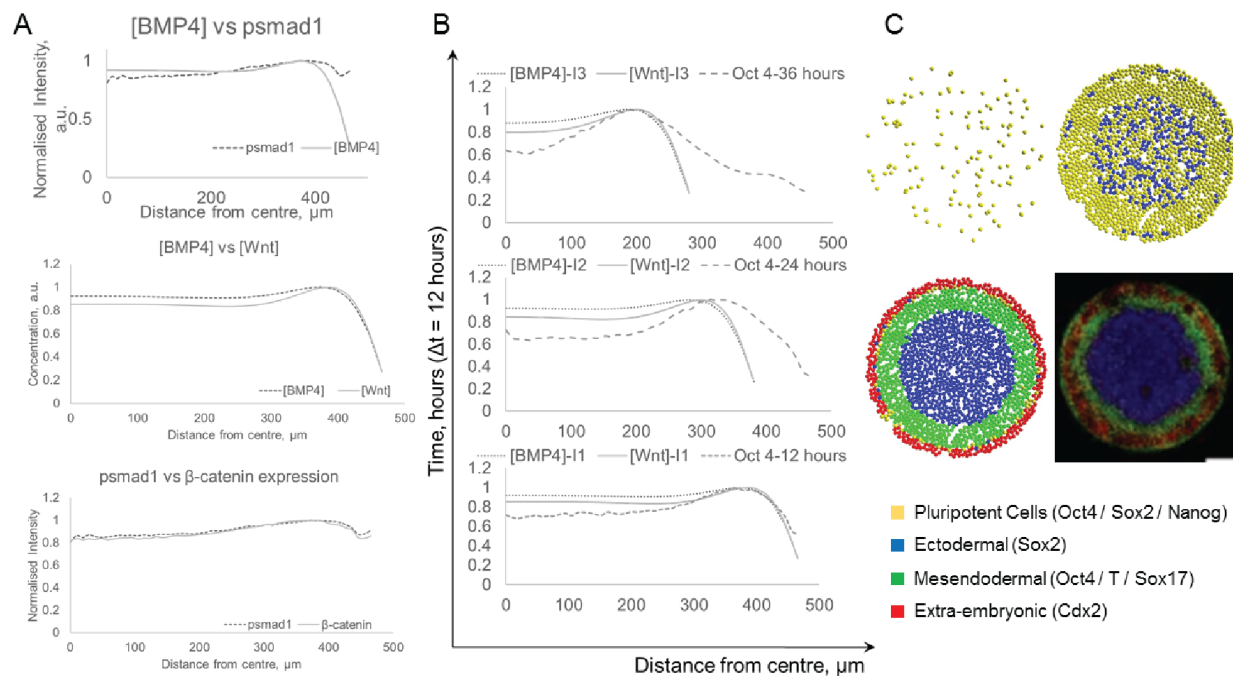 A
[BMP4] vs psmad1
Normalised Intensity,
a.u.
1
0.5
0
psmad1
[BMP4]
0
200
400
Distance from centre, µm
[BMP4] vs [Wnt]
Concentration, a.u.
1.2
1
0.8
0.6
0.4
0.2
0
[BMP4]
[Wnt]
0
100
200
300
400
500
Distance from centre, µm
psmad1 vs β-catenin expression
Normalised Intensity
1.2
1
0.8
0.6
0.4
0.2
0
psmad1
β-catenin
0
100
200
300
400
500
Distance from centre, µm
B
Time, hours (Δt = 12 hours)
[BMP4]-I3
[Wnt]-I3
Oct 4-36 hours
1.2
1
0.8
0.6
0.4
0.2
0
0
100
200
300
400
500
[BMP4]-I2
[Wnt]-I2
Oct 4-24 hours
1.2
1
0.8
0.6
0.4
0.2
0
0
100
200
300
400
500
[BMP4]-I1
[Wnt]-I1
Oct 4-12 hours
1.2
1
0.8
0.6
0.4
0.2
0
0
100
200
300
400
500
Distance from centre, µm
C
Pluripotent Cells (Oct4 / Sox2 / Nanog)
Ectodermal (Sox2)
Mesendodermal (Oct4 / T / Sox17)
Extra-embryonic (Cdx2)